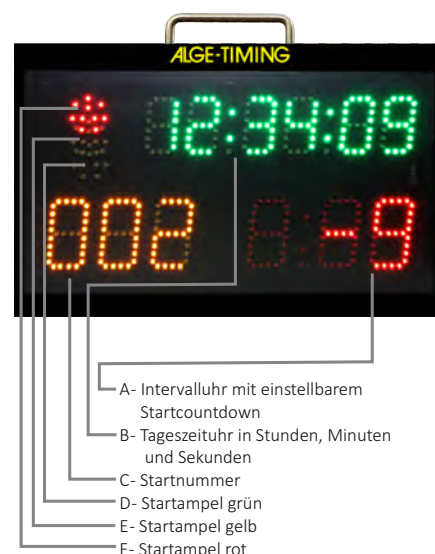 ALGE-TIMING
12:34:09
002 -9
A- Intervalluhr mit einstellbarem
Startcountdown
B- Tageszeituhr in Stunden, Minuten
und Sekunden
C- Startnummer
D- Startampel grün
E- Startampel gelb
F- Startampel rot